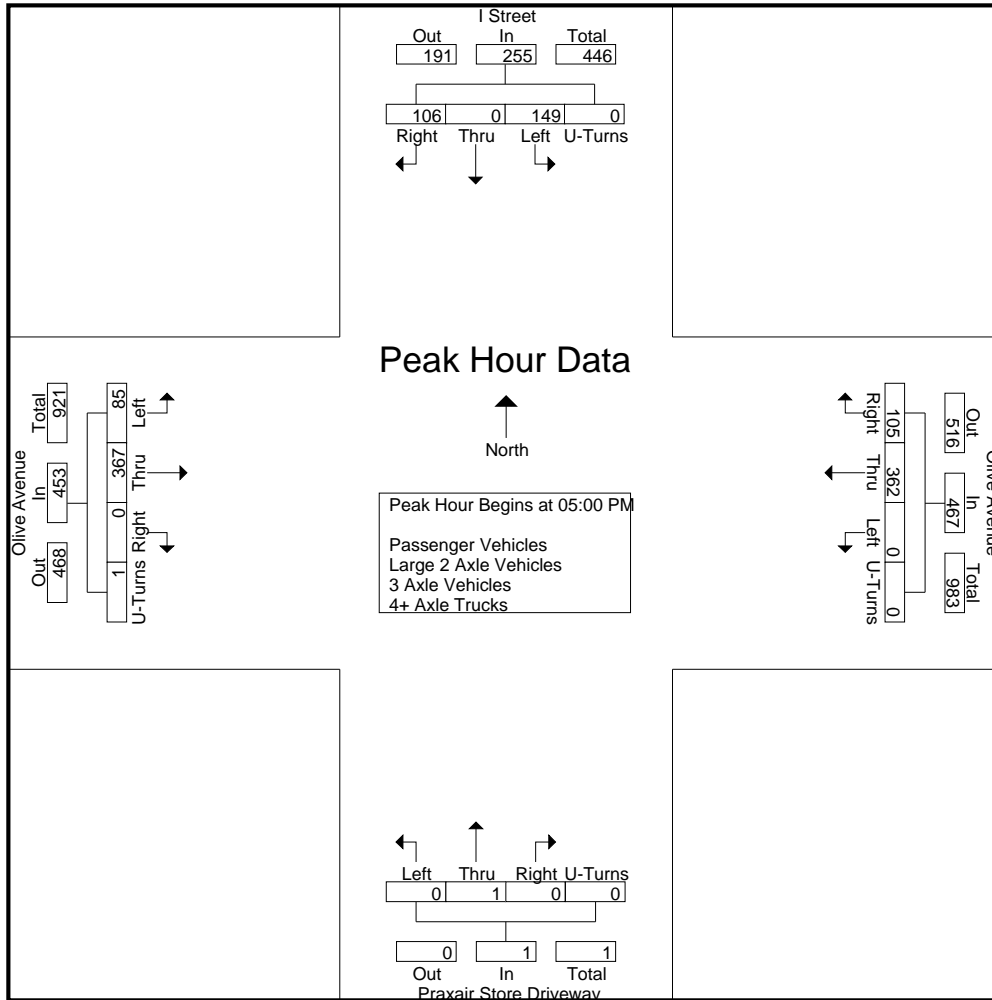 I Street
Out In Total
191 255 446
106 0 149 0
Right Thru Left U-Turns
Peak Hour Data
North
Peak Hour Begins at 05:00 PM
Passenger Vehicles
Large 2 Axle Vehicles
3 Axle Vehicles
4+ Axle Trucks
Olive Avenue
Out In Total
468 453 921
1 0 367 85
U-Turns Right Thru Left
Olive Avenue
Out In Total
516 467 983
105 362 0 0
Right Thru Left U-Turns
Left Thru Right U-Turns
0 1 0 0
0 1 1
Out In Total
Praxair Store Driveway